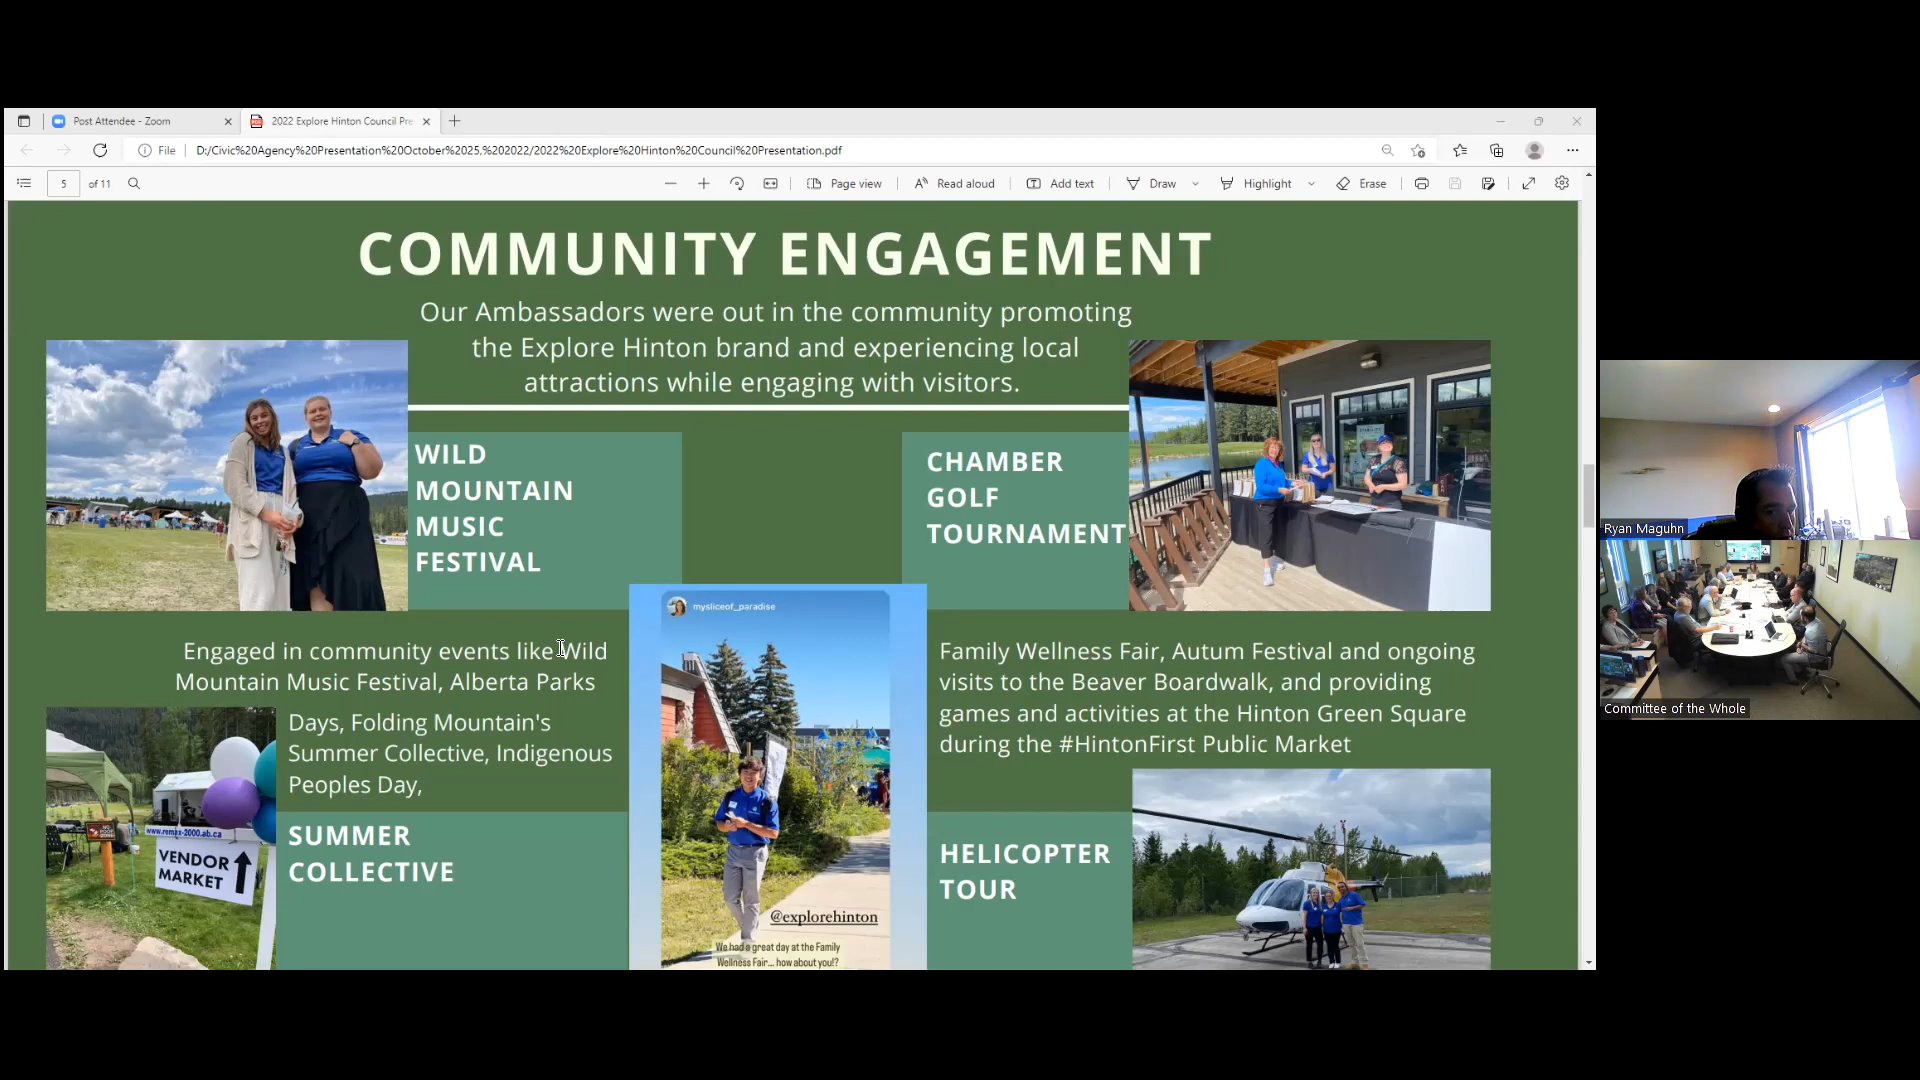 Post Attendee - Zoom
2022 Explore Hinton Council Pre
File
D:/Civic%20Agency%20Presentation%20October%2025,%202022/2022%20Explore%20Hinton%20Council%20Presentation.pdf
5 of 11
Page view
Read aloud
Add text
Draw
Highlight
Erase
COMMUNITY ENGAGEMENT
Our Ambassadors were out in the community promoting
the Explore Hinton brand and experiencing local
attractions while engaging with visitors.
WILD
MOUNTAIN
MUSIC
FESTIVAL
CHAMBER
GOLF
TOURNAMENT
Engaged in community events like Wild
Mountain Music Festival, Alberta Parks
Days, Folding Mountain's
Summer Collective, Indigenous
Peoples Day,
mysliceof_paradise
Family Wellness Fair, Autum Festival and ongoing
visits to the Beaver Boardwalk, and providing
games and activities at the Hinton Green Square
during the #HintonFirst Public Market
www.remax-2000.ab.ca
VENDOR
MARKET
SUMMER
COLLECTIVE
@explorehinton
We had a great day at the Family
Wellness Fair... how about you!?
HELICOPTER
TOUR
Ryan Maguhn
Committee of the Whole